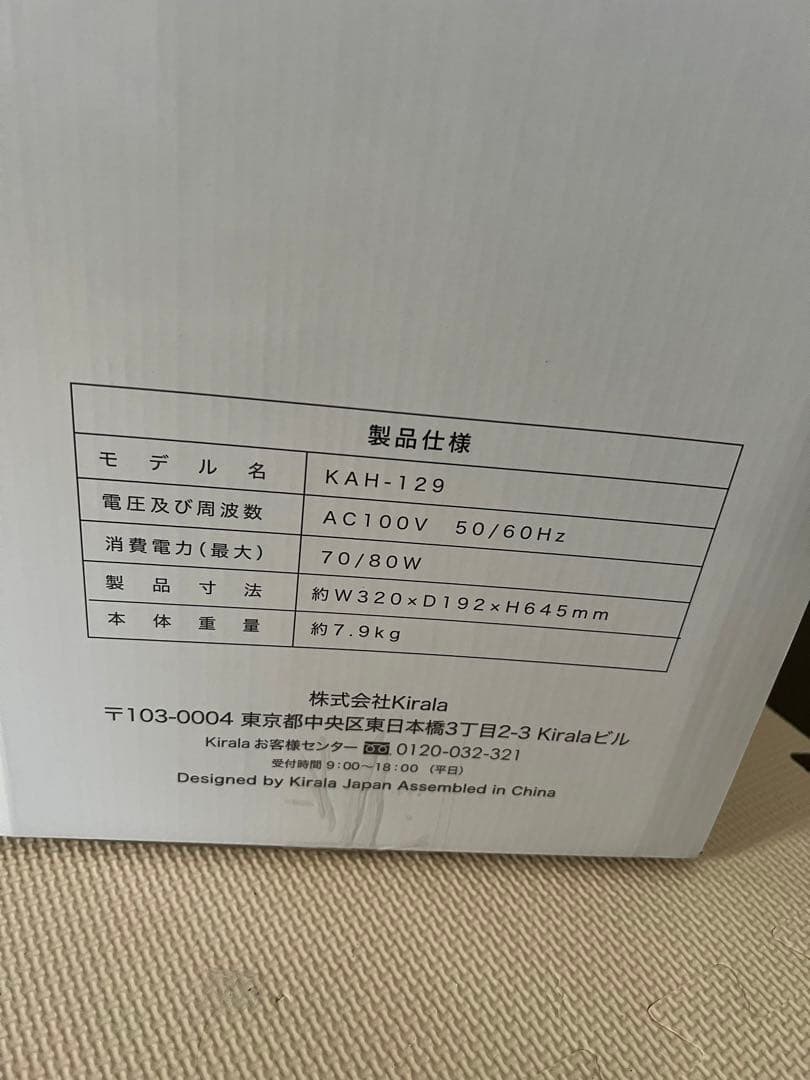 製品仕様
モデル名 KAH-129
電圧及び周波数 AC100V 50/60Hz
消費電力(最大) 70/80W
製品寸法 約W320×D192×H645mm
本体重量 約7.9kg
株式会社Kirala
〒103-0004 東京都中央区東日本橋3丁目2-3 Kiralaビル
Kirala お客様センター 0120-032-321
受付時間 9:00～18:00 (平日)
Designed by Kirala Japan Assembled in China